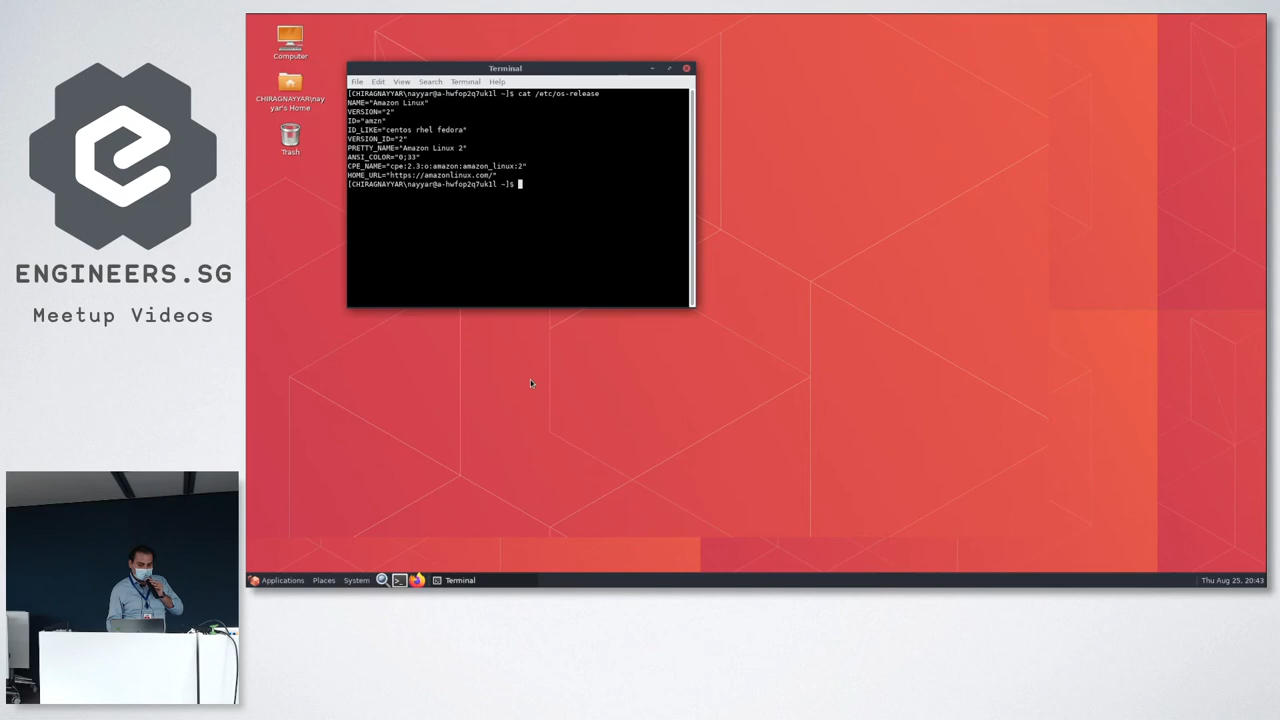 ENGINEERS.SG
Meetup Videos
Computer
CHIRAGNAYYAR\nay
yar's Home
Trash
Terminal
File Edit View Search Terminal Help
[CHIRAGNAYYAR\nayyar@a-hwfop2q7uk1l ~]$ cat /etc/os-release
NAME="Amazon Linux"
VERSION="2"
ID="amzn"
ID_LIKE="centos rhel fedora"
VERSION_ID="2"
PRETTY_NAME="Amazon Linux 2"
ANSI_COLOR="0;33"
CPE_NAME="cpe:2.3:o:amazon:amazon_linux:2"
HOME_URL="https://amazonlinux.com/"
[CHIRAGNAYYAR\nayyar@a-hwfop2q7uk1l ~]$
Applications Places System Terminal Thu Aug 25, 20:43